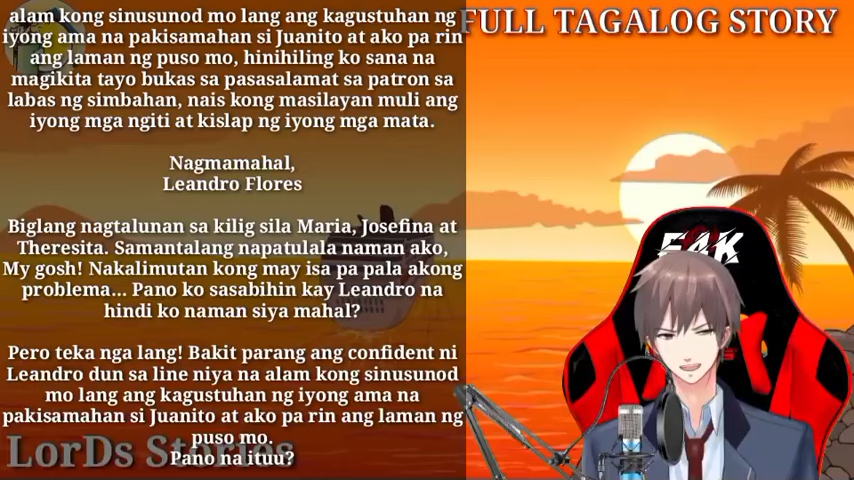 FULL TAGALOG STORY
alam kong sinusunod mo lang ang kagustuhan ng
iyong ama na pakisamahan si Juanito at ako pa rin
ang laman ng puso mo, hinihiling ko sana na
magikita tayo bukas sa pasasalamat sa patron sa
labas ng simbahan, nais kong masilayan muli ang
iyong mga ngiti at kislap ng iyong mga mata.
Nagmamahal,
Leandro Flores
Biglang nagtalunan sa kilig sila Maria, Josefina at
Theresita. Samantalang napatulala naman ako,
My gosh! Nakalimutan kong may isa pa pala akong
problema... Pano ko sasabihin kay Leandro na
hindi ko naman siya mahal?
Pero teka nga lang! Bakit parang ang confident ni
Leandro dun sa line niya na alam kong sinusunod
mo lang ang kagustuhan ng iyong ama na
pakisamahan si Juanito at ako pa rin ang laman ng
puso mo.
Pano na ituu?
LorDs Stories